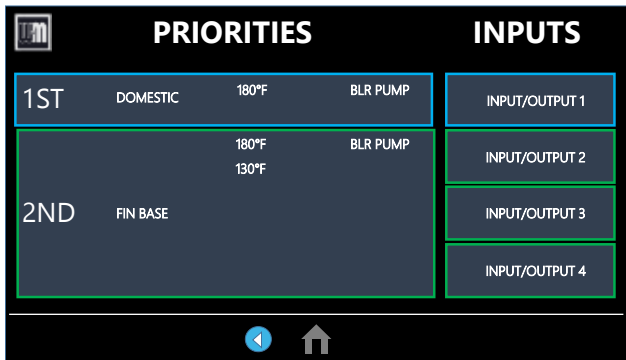 PRIORITIES INPUTS
1ST DOMESTIC 180°F BLR PUMP INPUT/OUTPUT 1
180°F BLR PUMP
130°F INPUT/OUTPUT 2
2ND FIN BASE INPUT/OUTPUT 3
INPUT/OUTPUT 4